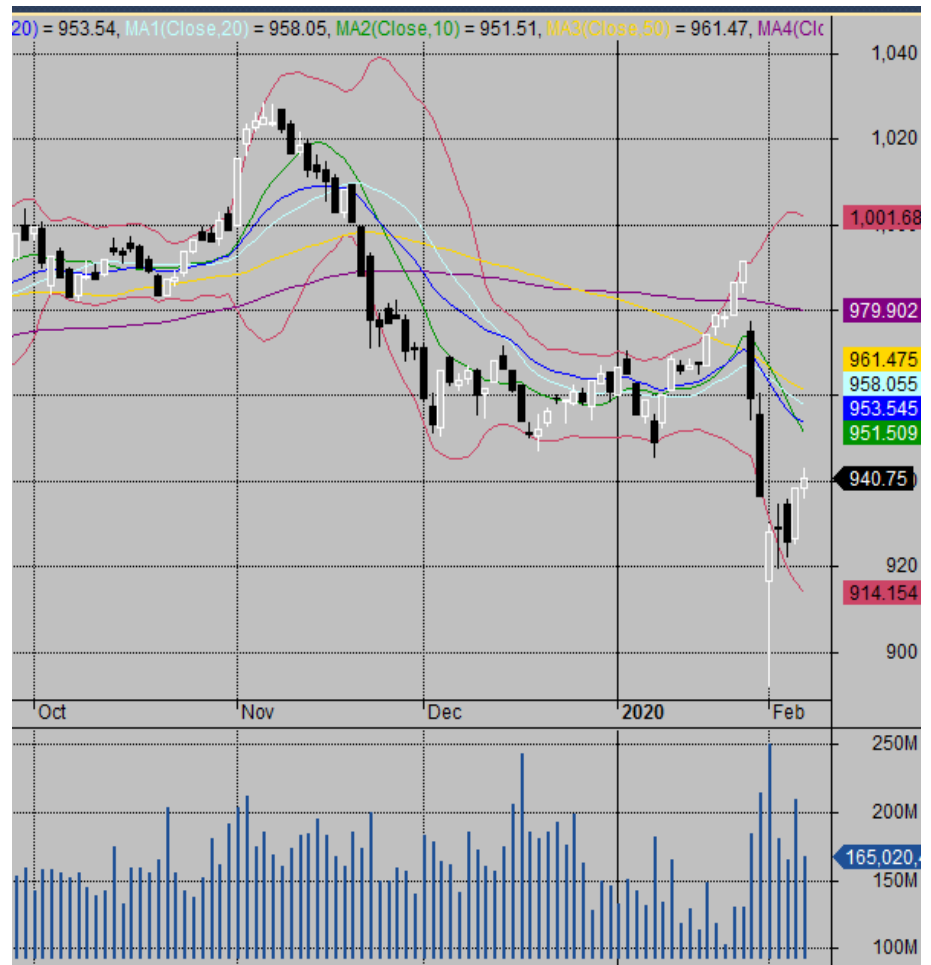 20) = 953.54, MA1(Close,20) = 958.05, MA2(Close,10) = 951.51, MA3(Close,50) = 961.47, MA4(Clc
1,040
1,020
1,001.68
979.902
961.475
958.055
953.545
951.509
940.75
920
914.154
900
Oct Nov Dec 2020 Feb
250M
200M
165,020,4
150M
100M